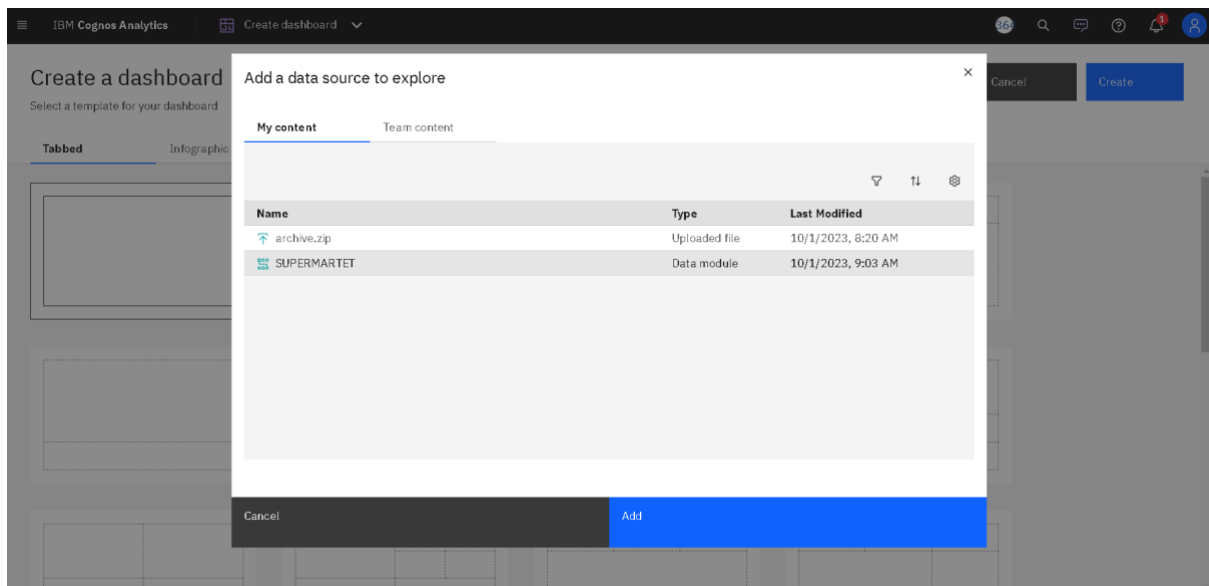 IBM Cognos Analytics Create dashboard 364 1
Create a dashboard
Select a template for your dashboard
Cancel Create
Tabbed Infographic
Add a data source to explore
My content Team content
Name Type Last Modified
archive.zip Uploaded file 10/1/2023, 8:20 AM
SUPERMARTET Data module 10/1/2023, 9:03 AM
Cancel Add